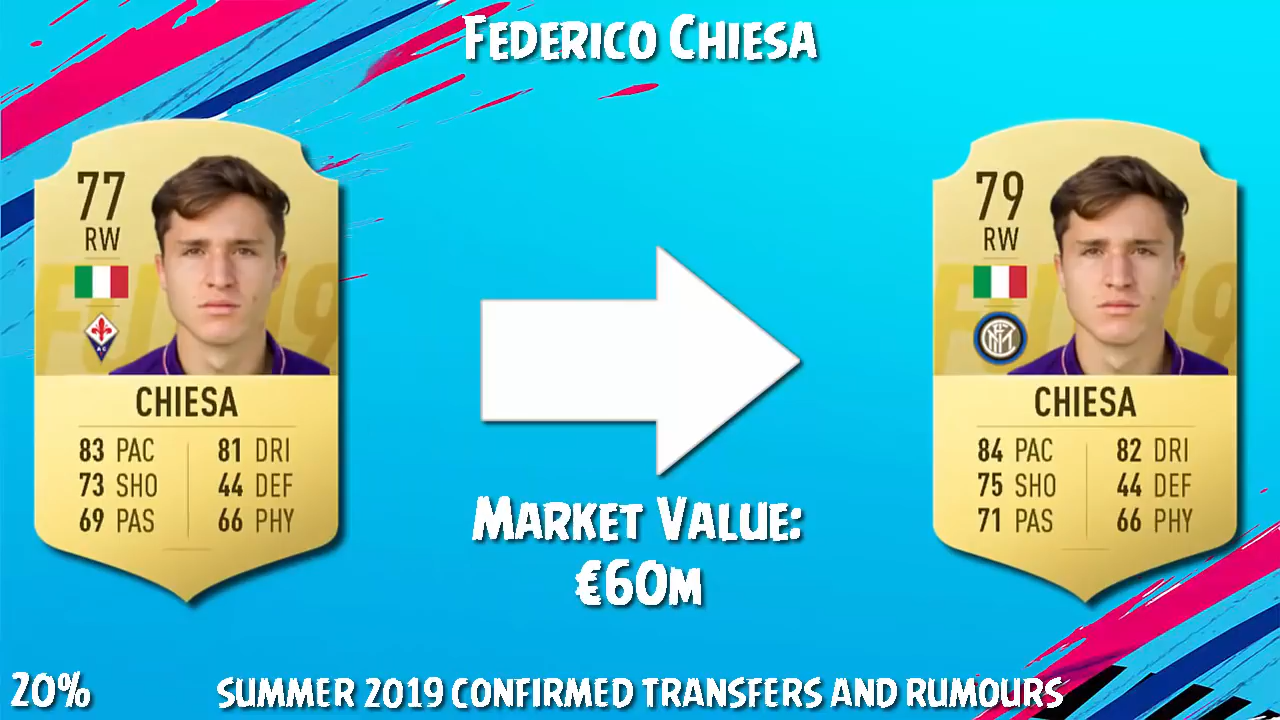 FEDERICO CHIESA
77
RW
CHIESA
83 PAC 81 DRI
73 SHO 44 DEF
69 PAS 66 PHY
79
RW
CHIESA
84 PAC 82 DRI
75 SHO 44 DEF
71 PAS 66 PHY
MARKET VALUE:
€60M
20%
SUMMER 2019 CONFIRMED TRANSFERS AND RUMOURS